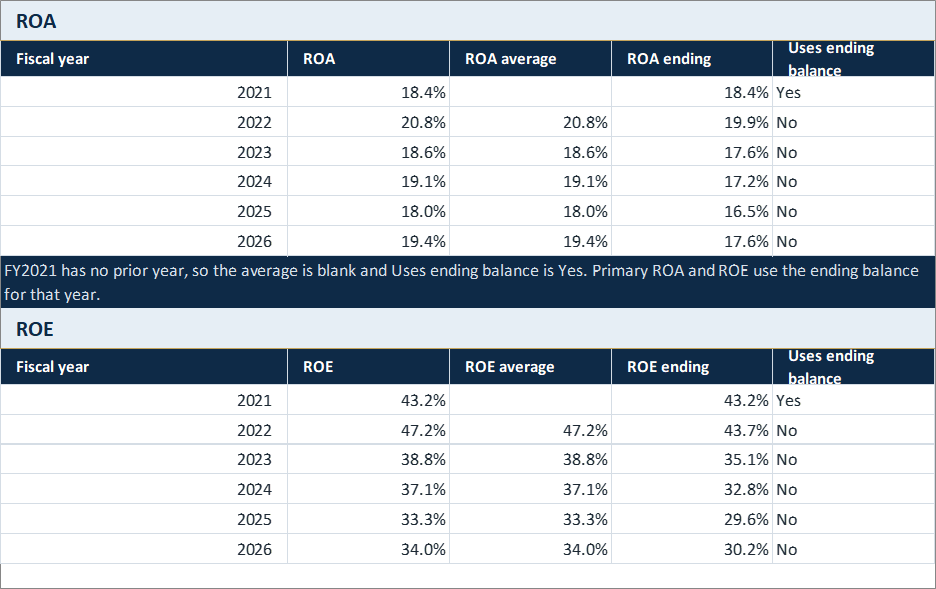 ROA
Fiscal year ROA ROA average ROA ending Uses ending balance
2021 18.4% 18.4% Yes
2022 20.8% 20.8% 19.9% No
2023 18.6% 18.6% 17.6% No
2024 19.1% 19.1% 17.2% No
2025 18.0% 18.0% 16.5% No
2026 19.4% 19.4% 17.6% No
FY2021 has no prior year, so the average is blank and Uses ending balance is Yes. Primary ROA and ROE use the ending balance
for that year.
ROE
Fiscal year ROE ROE average ROE ending Uses ending balance
2021 43.2% 43.2% Yes
2022 47.2% 47.2% 43.7% No
2023 38.8% 38.8% 35.1% No
2024 37.1% 37.1% 32.8% No
2025 33.3% 33.3% 29.6% No
2026 34.0% 34.0% 30.2% No